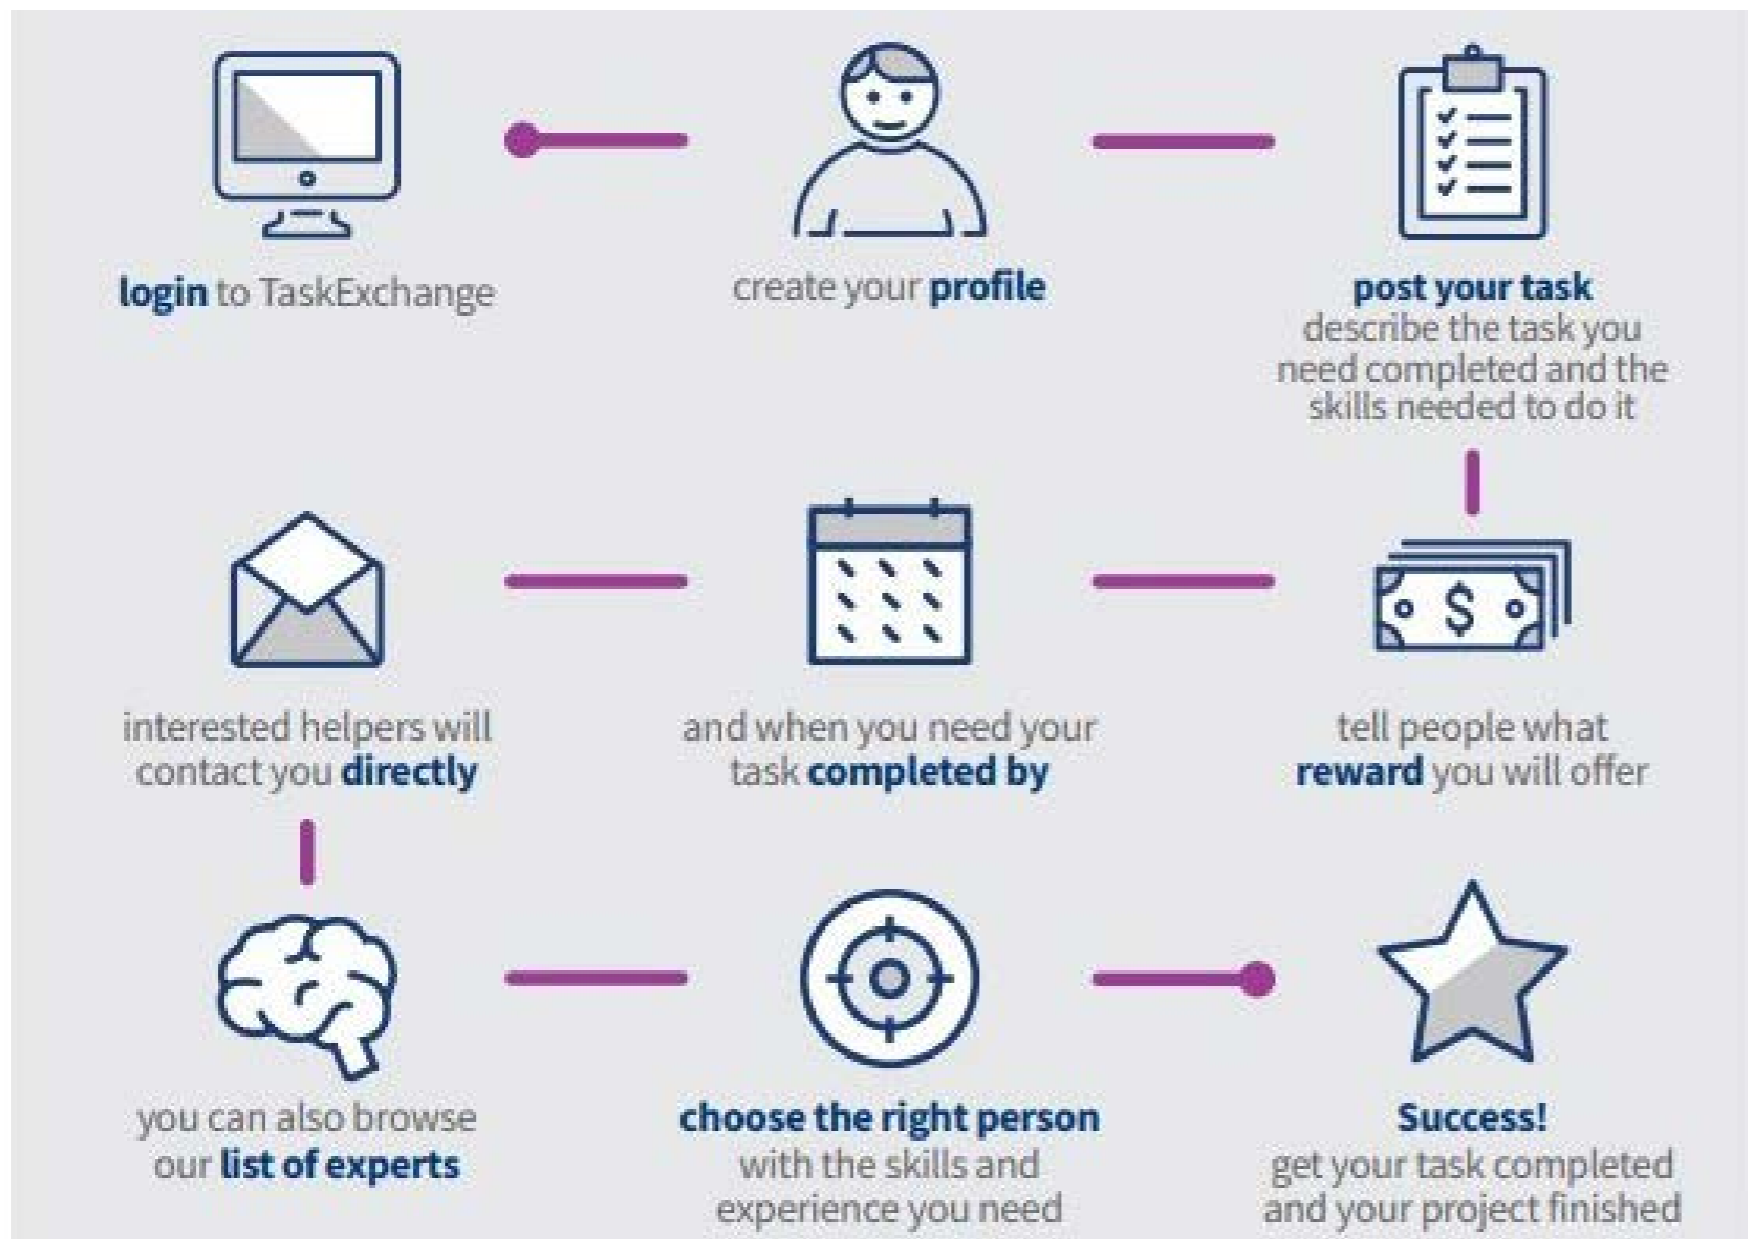 login to TaskExchange
create your profile
post your task
describe the task you
need completed and the
skills needed to do it
$
tell people what
reward you will offer
and when you need your
task completed by
interested helpers will
contact you directly
you can also browse
our list of experts
choose the right person
with the skills and
experience you need
Success!
get your task completed
and your project finished